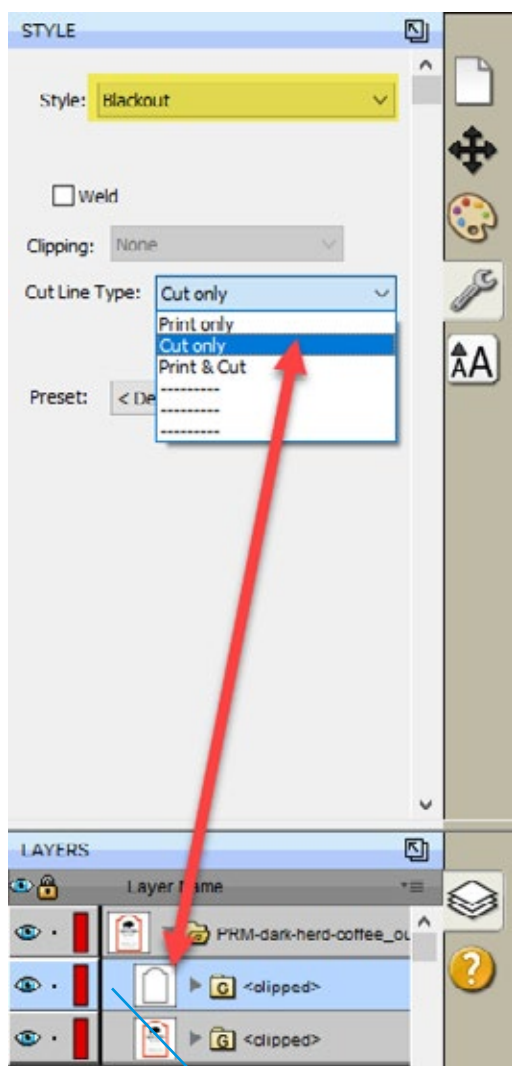 STYLE
Style: Blackout
Weld
Clipping: None
Cut Line Type: Cut only
Print only
Cut only
Print & Cut
---------
Preset: < De
---------
---------
AA
LAYERS
Layer Name
PRM-dark-herd-coffee_ou
G <clipped>
G <clipped>
?